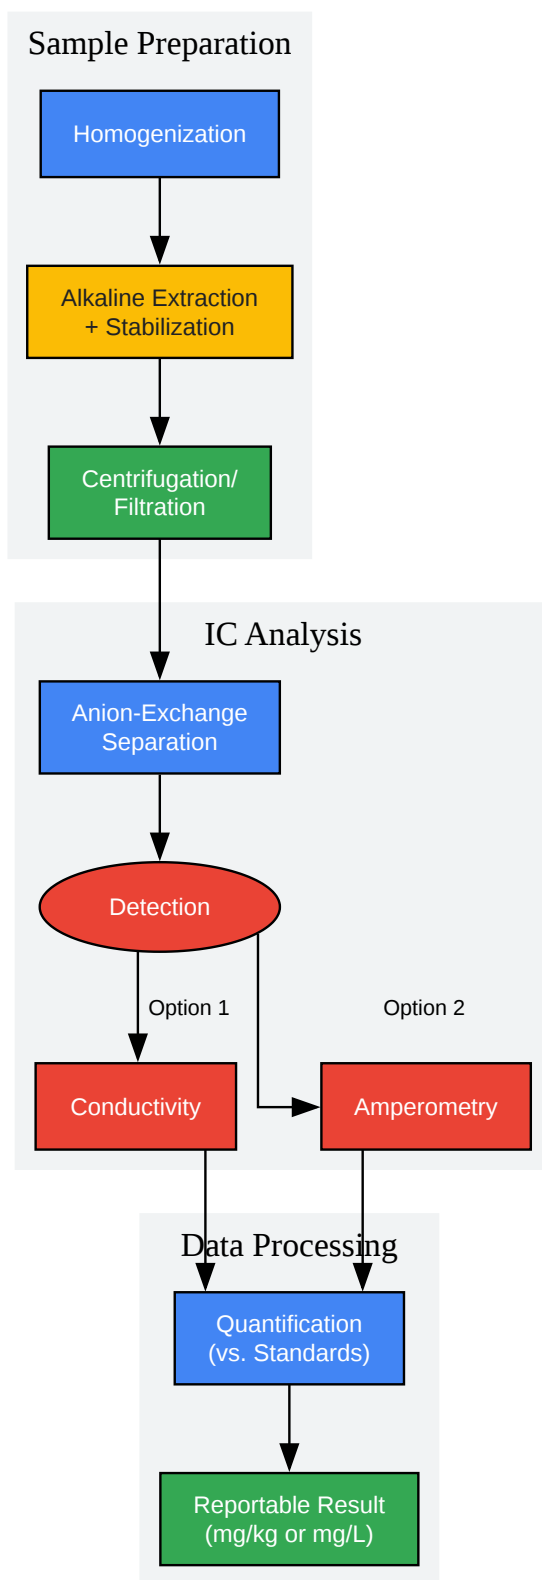 Sample Preparation
Homogenization
Alkaline Extraction
+ Stabilization
Centrifugation/
Filtration
IC Analysis
Anion-Exchange
Separation
Detection
Option 1
Option 2
Conductivity
Amperometry
Data Processing
Quantification
(vs. Standards)
Reportable Result
(mg/kg or mg/L)